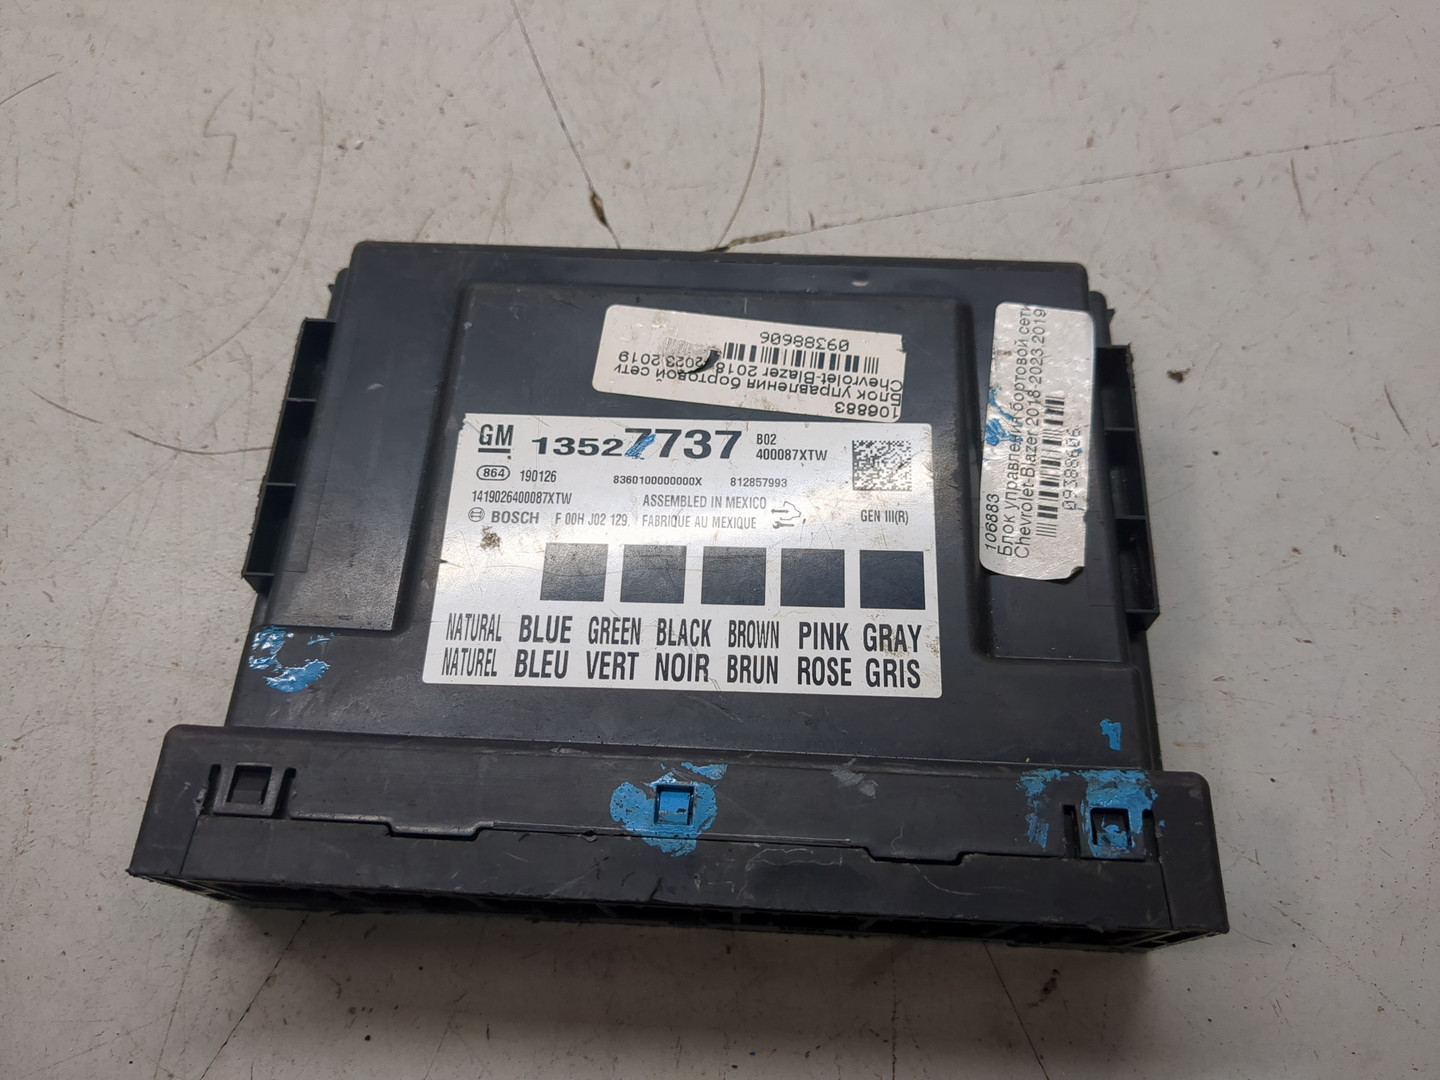 106883
Блок управления бортовой сети
Chevrolet-Blazer 2018-2023 2019
09388606
GM 13527737 B02
400087XTW
864 190126 8360100000000X 812857993
1419026400087XTW ASSEMBLED IN MEXICO
BOSCH F 00H J02 129 FABRIQUE AU MEXIQUE GEN III(R)
NATURAL BLUE GREEN BLACK BROWN PINK GRAY
NATUREL BLEU VERT NOIR BRUN ROSE GRIS
106883
Блок управления бортовой сети
Chevrolet-Blazer 2018-2023 2019
09388606